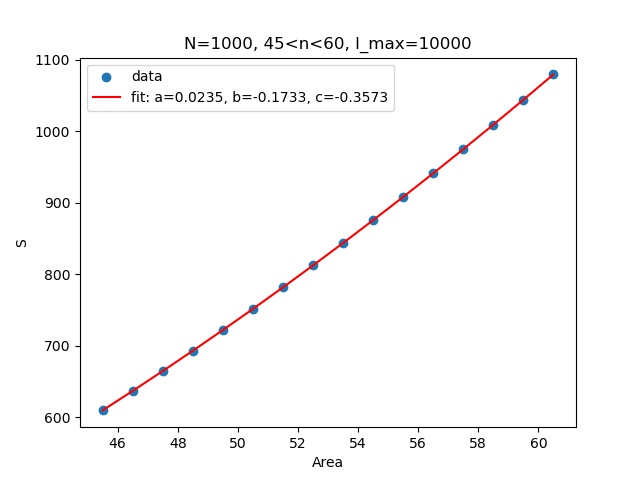 N=1000, 45<n<60, l_max=10000
data
fit: a=0.0235, b=-0.1733, c=-0.3573
1100
1000
900
800
700
600
S
46 48 50 52 54 56 58 60
Area